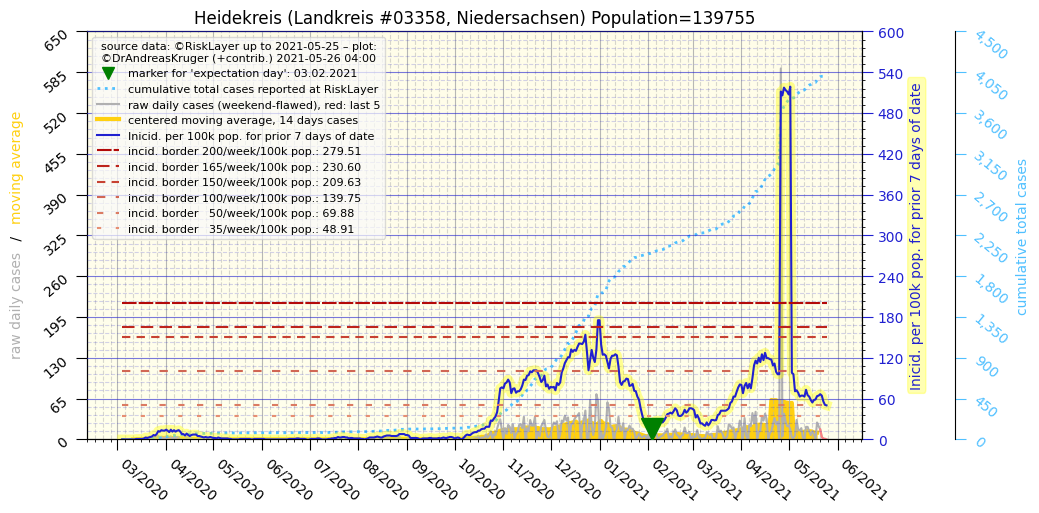 Heidekreis (Landkreis #03358, Niedersachsen) Population=139755
source data: ©RiskLayer up to 2021-05-25 – plot:
©DrAndreasKruger (+contrib.) 2021-05-26 04:00
marker for 'expectation day': 03.02.2021
cumulative total cases reported at RiskLayer
raw daily cases (weekend-flawed), red: last 5
centered moving average, 14 days cases
Inicid. per 100k pop. for prior 7 days of date
incid. border 200/week/100k pop.: 279.51
incid. border 165/week/100k pop.: 230.60
incid. border 150/week/100k pop.: 209.63
incid. border 100/week/100k pop.: 139.75
incid. border   50/week/100k pop.: 69.88
incid. border   35/week/100k pop.: 48.91
raw daily cases / moving average
650
585
520
455
390
325
260
195
130
65
0
03/2020
04/2020
05/2020
06/2020
07/2020
08/2020
09/2020
10/2020
11/2020
12/2020
01/2021
02/2021
03/2021
04/2021
05/2021
06/2021
600
540
480
420
360
300
240
180
120
60
0
Inicid. per 100k pop. for prior 7 days of date
4,500
4,050
3,600
3,150
2,700
2,250
1,800
1,350
900
450
0
cumulative total cases